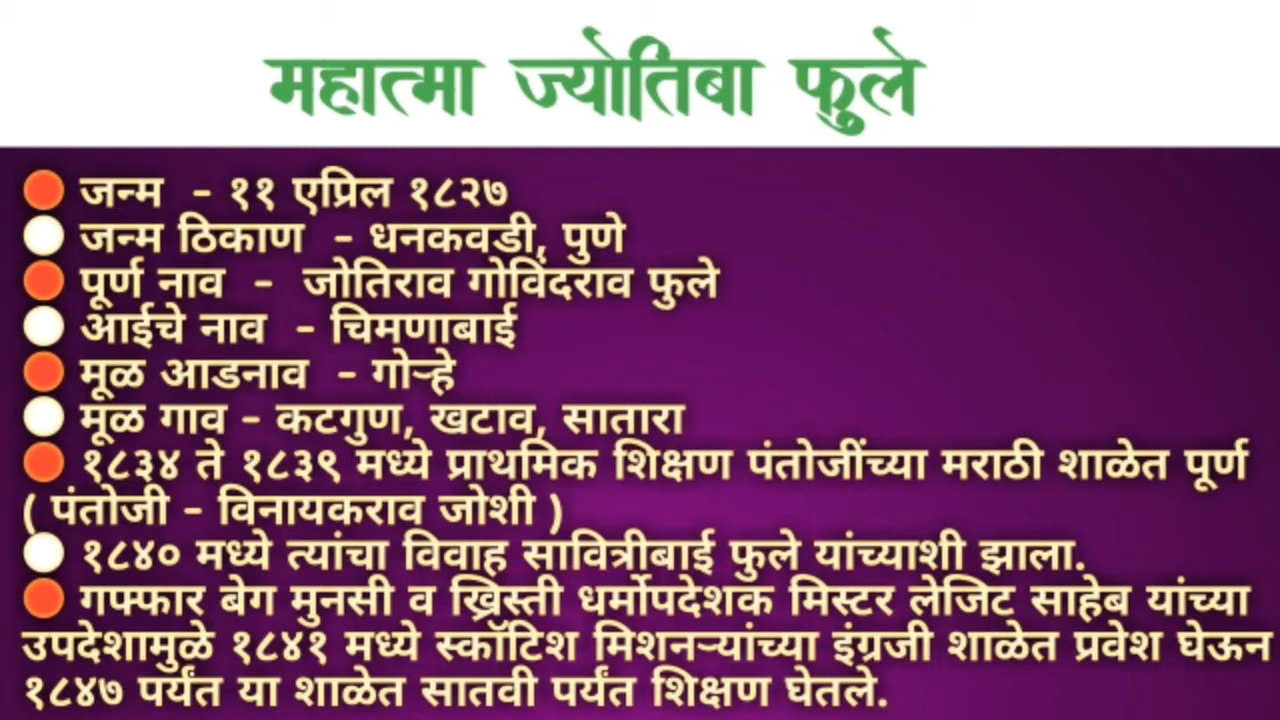 महात्मा ज्योतिबा फुले
जन्म - ११ एप्रिल १८२७
जन्म ठिकाण - धनकवडी, पुणे
पूर्ण नाव - जोतिराव गोविंदराव फुले
आईचे नाव - चिमणाबाई
मूळ आडनाव - गोऱ्हे
मूळ गाव - कटगुण, खटाव, सातारा
१८३४ ते १८३९ मध्ये प्राथमिक शिक्षण पंतोजींच्या मराठी शाळेत पूर्ण
( पंतोजी - विनायकराव जोशी )
१८४० मध्ये त्यांचा विवाह सावित्रीबाई फुले यांच्याशी झाला.
गफ्फार बेग मुनसी व ख्रिस्ती धर्मोपदेशक मिस्टर लेजिट साहेब यांच्या
उपदेशामुळे १८४१ मध्ये स्कॉटिश मिशनऱ्यांच्या इंग्रजी शाळेत प्रवेश घेऊन
१८४७ पर्यंत या शाळेत सातवी पर्यंत शिक्षण घेतले.